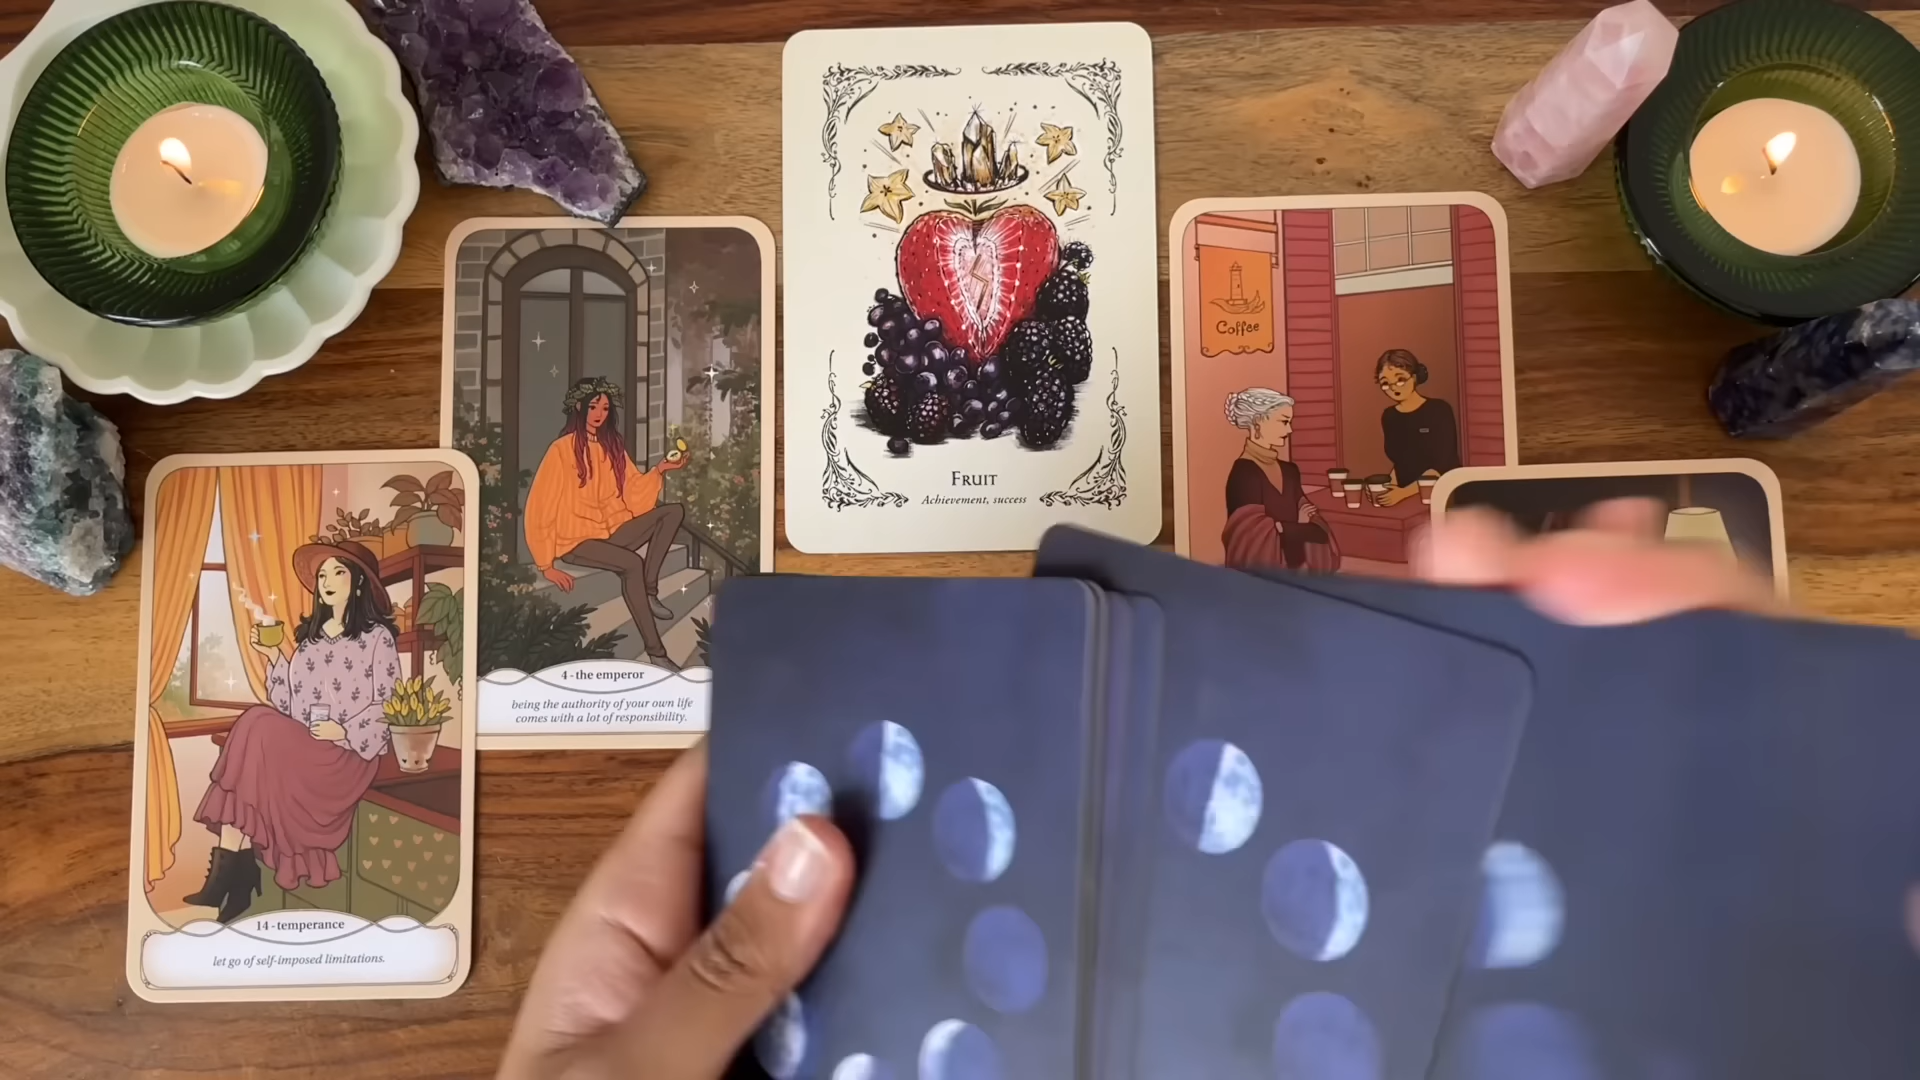 Fruit
Achievement, success
Coffee
4 - the emperor
being the authority of your own life
comes with a lot of responsibility.
14 - temperance
let go of self-imposed limitations.